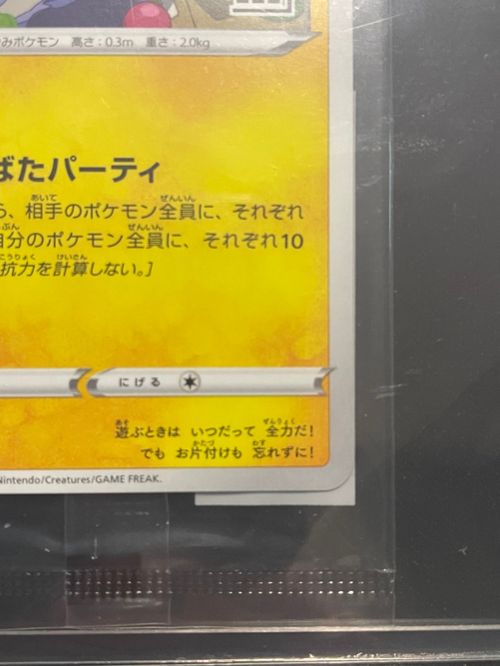 みポケモン 高さ:0.3m 重さ:2.0kg
ばたパーティ
、相手のポケモン全員に、それぞれ
自分のポケモン全員に、それぞれ10
抗力を計算しない。]
にげる
遊ぶときは いつだって 全力だ!
でも お片付けも 忘れずに!
Nintendo/Creatures/GAME FREAK.